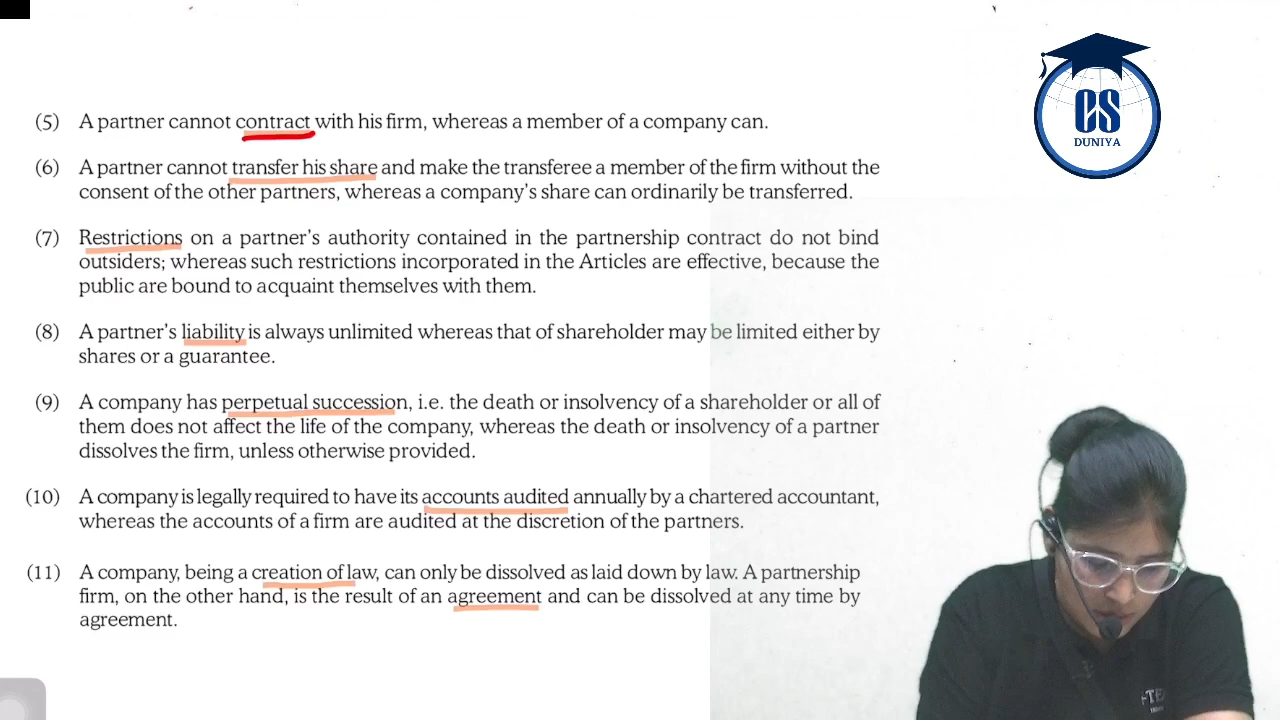 CS
DUNIYA
(5) A partner cannot contract with his firm, whereas a member of a company can.
(6) A partner cannot transfer his share and make the transferee a member of the firm without the
consent of the other partners, whereas a company's share can ordinarily be transferred.
(7) Restrictions on a partner's authority contained in the partnership contract do not bind
outsiders; whereas such restrictions incorporated in the Articles are effective, because the
public are bound to acquaint themselves with them.
(8) A partner's liability is always unlimited whereas that of shareholder may be limited either by
shares or a guarantee.
(9) A company has perpetual succession, i.e. the death or insolvency of a shareholder or all of
them does not affect the life of the company, whereas the death or insolvency of a partner
dissolves the firm, unless otherwise provided.
(10) A company is legally required to have its accounts audited annually by a chartered accountant,
whereas the accounts of a firm are audited at the discretion of the partners.
(11) A company, being a creation of law, can only be dissolved as laid down by law. A partnership
firm, on the other hand, is the result of an agreement and can be dissolved at any time by
agreement.